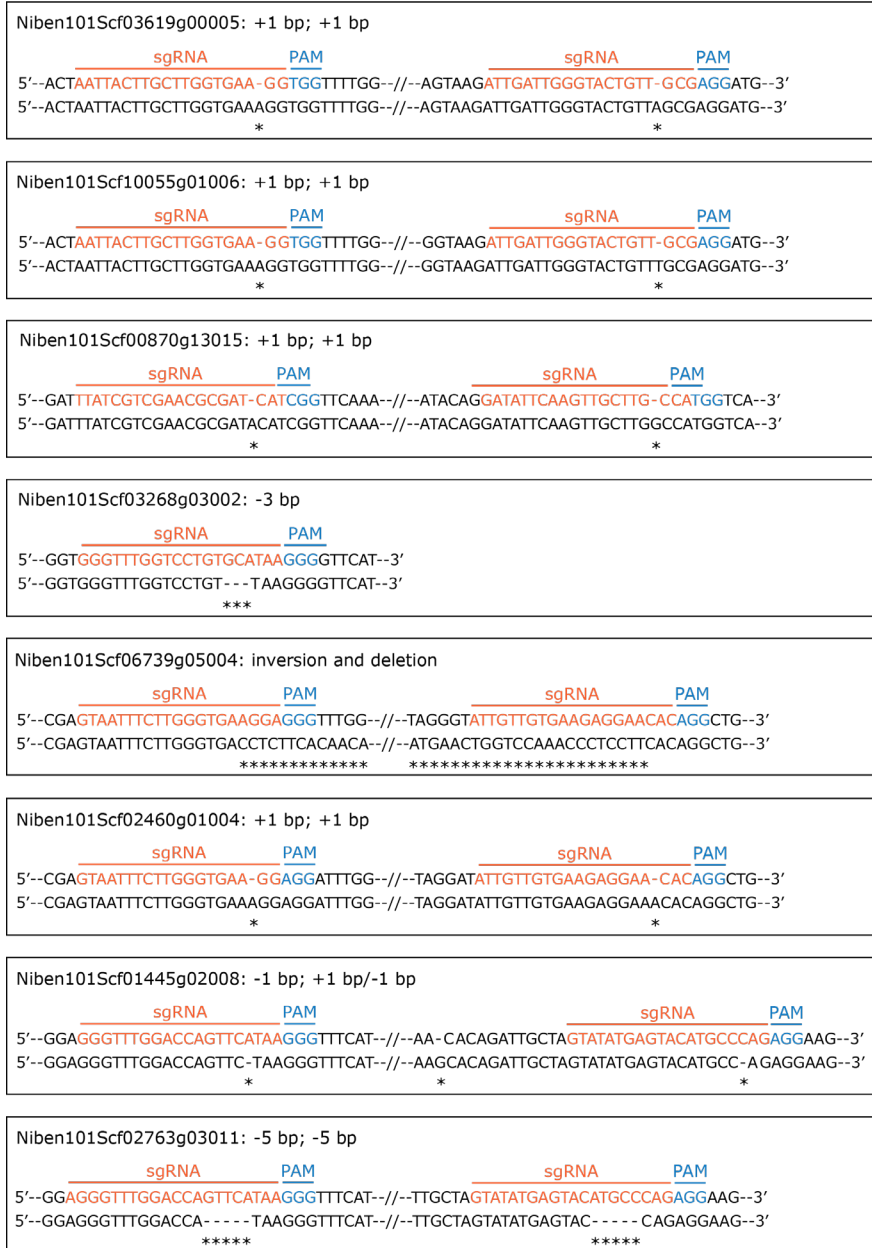 Niben101Scf03619g00005: +1 bp; +1 bp
sgRNA PAM sgRNA PAM
5’--ACTAATTACTTGCTTGGTGAA-GGTGGTTTTGG--//--AGTAAGATTGATTGGGTACTGTT-GCGAGGATG--3’
5’--ACTAATTACTTGCTTGGTGAAAGGTGGTTTTGG--//--AGTAAGATTGATTGGGTACTGTTAGCGAGGATG--3’
* *
Niben101Scf10055g01006: +1 bp; +1 bp
sgRNA PAM sgRNA PAM
5’--ACTAATTACTTGCTTGGTGAA-GGTGGTTTTGG--//--GGTAAGATTGATTGGGTACTGTT-GCGAGGATG--3’
5’--ACTAATTACTTGCTTGGTGAAAGGTGGTTTTGG--//--GGTAAGATTGATTGGGTACTGTTTGCGAGGATG--3’
* *
Niben101Scf00870g13015: +1 bp; +1 bp
sgRNA PAM sgRNA PAM
5’--GATTTATCGTCGAACGCGAT-CATCGGTTCAAA--//--ATACAGGATATTCAAGTTGCTTG-CCATGGTCA--3’
5’--GATTTATCGTCGAACGCGATACATCGGTTCAAA--//--ATACAGGATATTCAAGTTGCTTGGCCATGGTCA--3’
* *
Niben101Scf03268g03002: -3 bp
sgRNA PAM
5’--GGTGGGTTTGGTCCTGTGCATAAGGGGTTCAT--3’
5’--GGTGGGTTTGGTCCTGT---TAAGGGGTTCAT--3’
***
Niben101Scf06739g05004: inversion and deletion
sgRNA PAM sgRNA PAM
5’--CGAGTAATTTCTTGGGTGAAGGAGGGTTTGG--//--TAGGGTATTGTTGTGAAGAGGAACACAGGCTG--3’
5’--CGAGTAATTTCTTGGGTGACCTCTTCACAACA--//--ATGAACTGGTCCAAACCCTCCTTCACAGGCTG--3’
************* ************************
Niben101Scf02460g01004: +1 bp; +1 bp
sgRNA PAM sgRNA PAM
5’--CGAGTAATTTCTTGGGTGAA-GGAGGATTTGG--//--TAGGATATTGTTGTGAAGAGGAA-CACAGGCTG--3’
5’--CGAGTAATTTCTTGGGTGAAAGGAGGATTTGG--//--TAGGATATTGTTGTGAAGAGGAAACACAGGCTG--3’
* *
Niben101Scf01445g02008: -1 bp; +1 bp/-1 bp
sgRNA PAM sgRNA PAM
5’--GGAGGGTTTGGACCAGTTCATAAGGGTTTCAT--//--AA-CACAGATTGCTAGTATATGAGTACATGCCCAGAGGAAG--3’
5’--GGAGGGTTTGGACCAGTTC-TAAGGGTTTCAT--//--AAGCACAGATTGCTAGTATATGAGTACATGCC-AGAGGAAG--3’
* * *
Niben101Scf02763g03011: -5 bp; -5 bp
sgRNA PAM sgRNA PAM
5’--GGAGGGTTTGGACCAGTTCATAAGGGTTTCAT--//--TTGCTAGTATATGAGTACATGCCCAGAGGAAG--3’
5’--GGAGGGTTTGGACCA-----TAAGGGTTTCAT--//--TTGCTAGTATATGAGTAC-----CAGAGGAAG--3’
***** *****